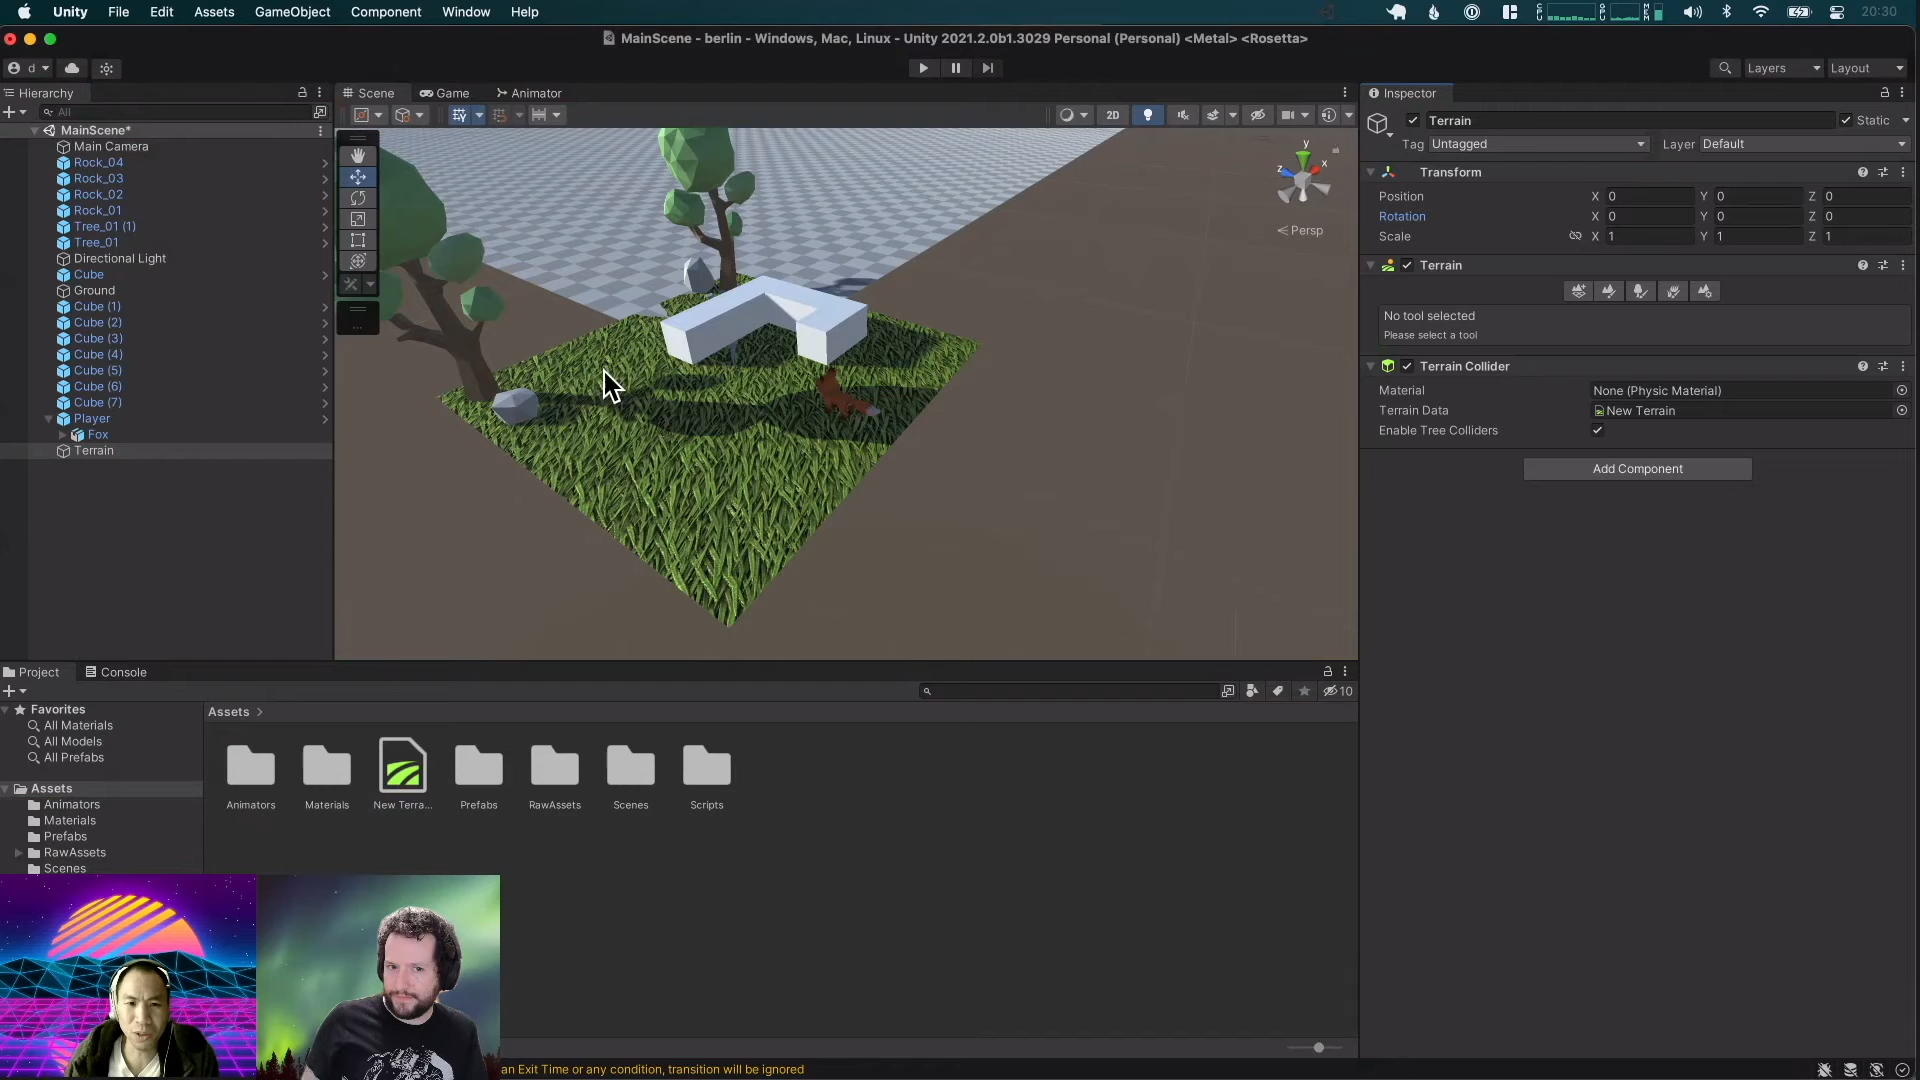 Unity File Edit Assets GameObject Component Window Help 20:30
MainScene - berlin - Windows, Mac, Linux - Unity 2021.2.0b1.3029 Personal (Personal) <Metal> <Rosetta>
d Layers Layout
Hierarchy Scene Game Animator Inspector
All 2D Terrain Static
MainScene* Tag Untagged Layer Default
Main Camera
Rock_04
Rock_03
Rock_02
Rock_01
Tree_01 (1)
Tree_01
Directional Light
Cube
Ground
Cube (1)
Cube (2)
Cube (3)
Cube (4)
Cube (5)
Cube (6)
Cube (7)
Player
Fox
Terrain
y
x
z
Persp
Transform
Position X 0 Y 0 Z 0
Rotation X 0 Y 0 Z 0
Scale X 1 Y 1 Z 1
Terrain
No tool selected
Please select a tool
Terrain Collider
Material None (Physic Material)
Terrain Data New Terrain
Enable Tree Colliders
Add Component
Project Console
10
Favorites
All Materials
All Models
All Prefabs
Assets
Animators
Materials
Prefabs
RawAssets
Scenes
Assets >
Animators Materials New Terra... Prefabs RawAssets Scenes Scripts
an Exit Time or any condition, transition will be ignored